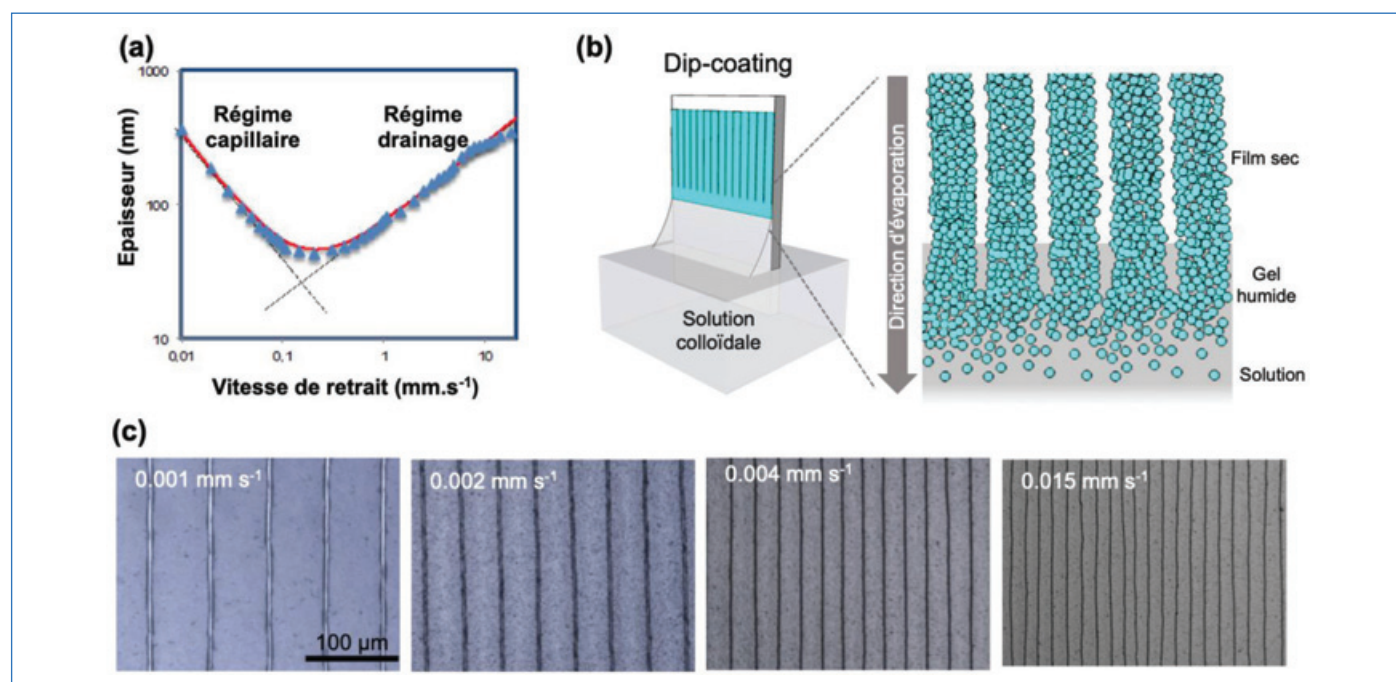 (a)
Epaisseur (nm)
1000
100
10
Régime
capillaire
Régime
drainage
0,01
0,1
1
10
Vitesse de retrait (mm.s⁻¹)
(b)
Dip-coating
Solution
colloïdale
Direction d'évaporation
Film sec
Gel
humide
Solution
(c)
0.001 mm s⁻¹
100 µm
0.002 mm s⁻¹
0.004 mm s⁻¹
0.015 mm s⁻¹